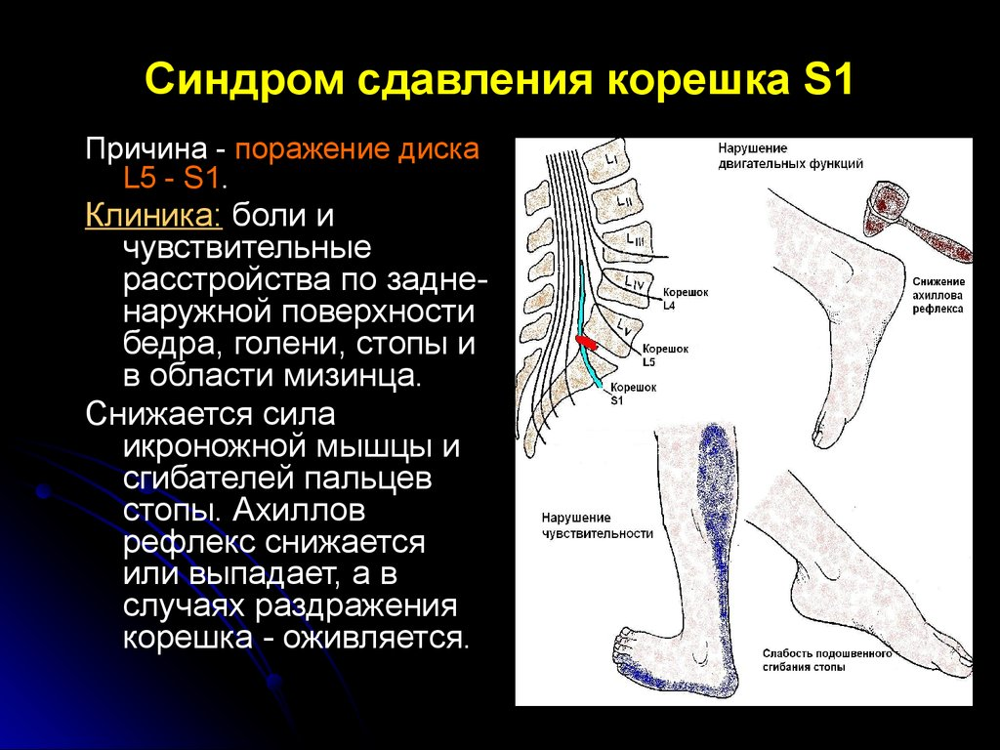 Синдром сдавления корешка S1
Причина - поражение диска
L5 - S1.
Клиника: боли и
чувствительные
расстройства по задне-
наружной поверхности
бедра, голени, стопы и
в области мизинца.
Снижается сила
икроножной мышцы и
сгибателей пальцев
стопы. Ахиллов
рефлекс снижается
или выпадает, а в
случаях раздражения
корешка - оживляется.
Нарушение
двигательных функций
LI
LII
LIII
LIV
LV
Корешок
L4
Корешок
L5
Корешок
S1
Снижение
ахиллова
рефлекса
Нарушение
чувствительности
Слабость подошвенного
сгибания стопы